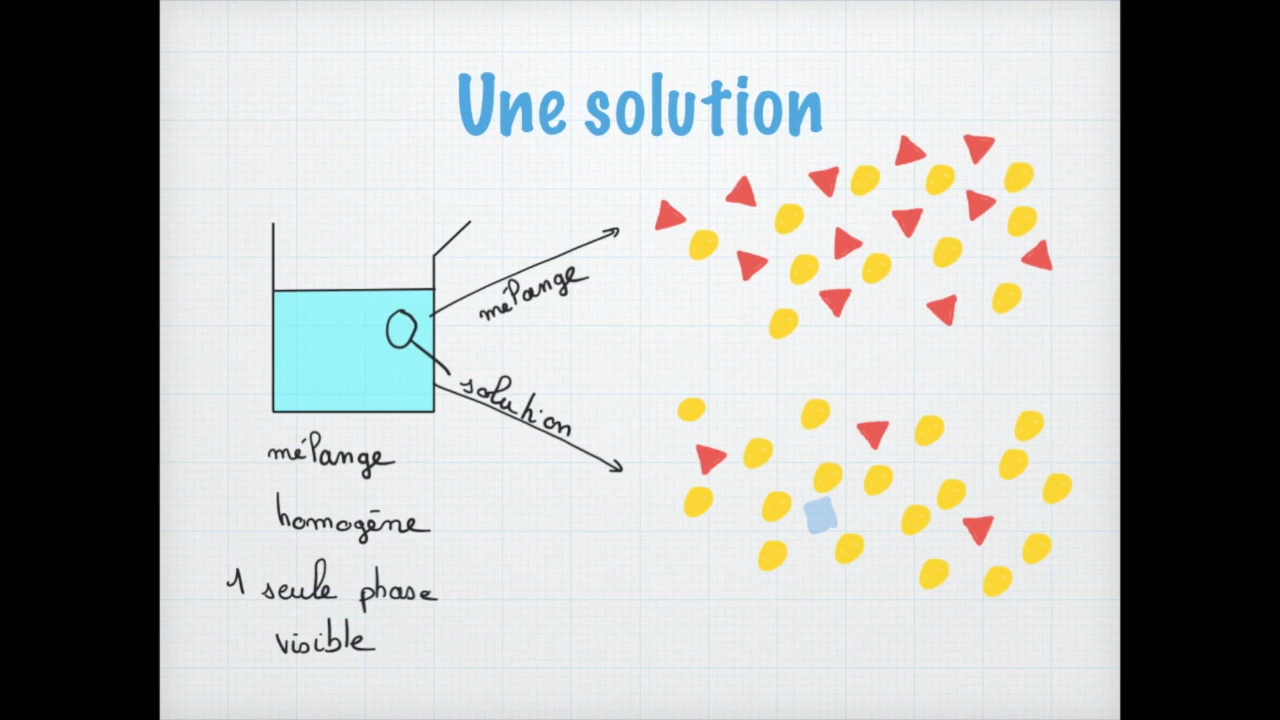 Une solution
mélange
solution
mélange
homogène
1 seule phase
visible